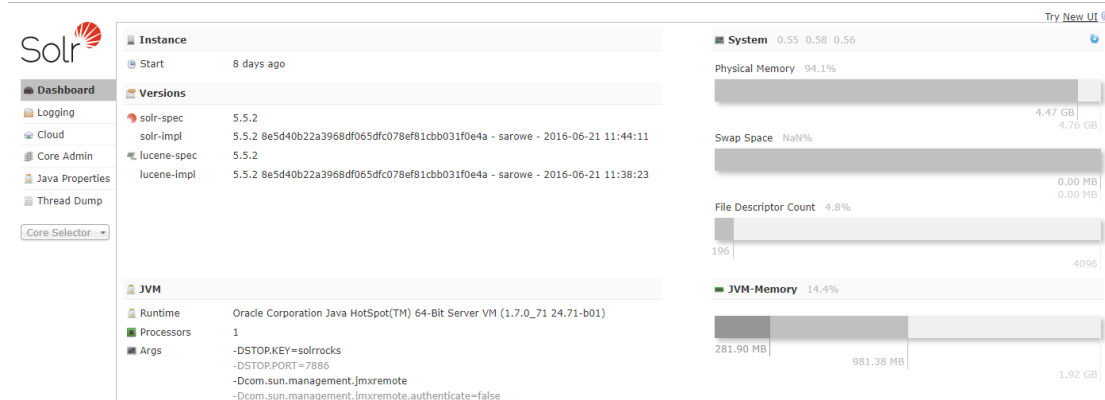 Try New UI
Solr
Dashboard
Logging
Cloud
Core Admin
Java Properties
Thread Dump
Core Selector
Instance
Start 8 days ago
Versions
solr-spec 5.5.2
solr-impl 5.5.2 8e5d40b22a3968df065dfc078ef81cbb031f0e4a - sarowe - 2016-06-21 11:44:11
lucene-spec 5.5.2
lucene-impl 5.5.2 8e5d40b22a3968df065dfc078ef81cbb031f0e4a - sarowe - 2016-06-21 11:38:23
JVM
Runtime Oracle Corporation Java HotSpot(TM) 64-Bit Server VM (1.7.0_71 24.71-b01)
Processors 1
Args -DSTOP.KEY=solrrocks
-DSTOP.PORT=7886
-Dcom.sun.management.jmxremote
-Dcom.sun.management.jmxremote.authenticate=false
System 0.55 0.58 0.56
Physical Memory 94.1%
4.47 GB
4.76 GB
Swap Space NaN%
0.00 MB
0.00 MB
File Descriptor Count 4.8%
196
4096
JVM-Memory 14.4%
281.90 MB
981.38 MB
1.92 GB